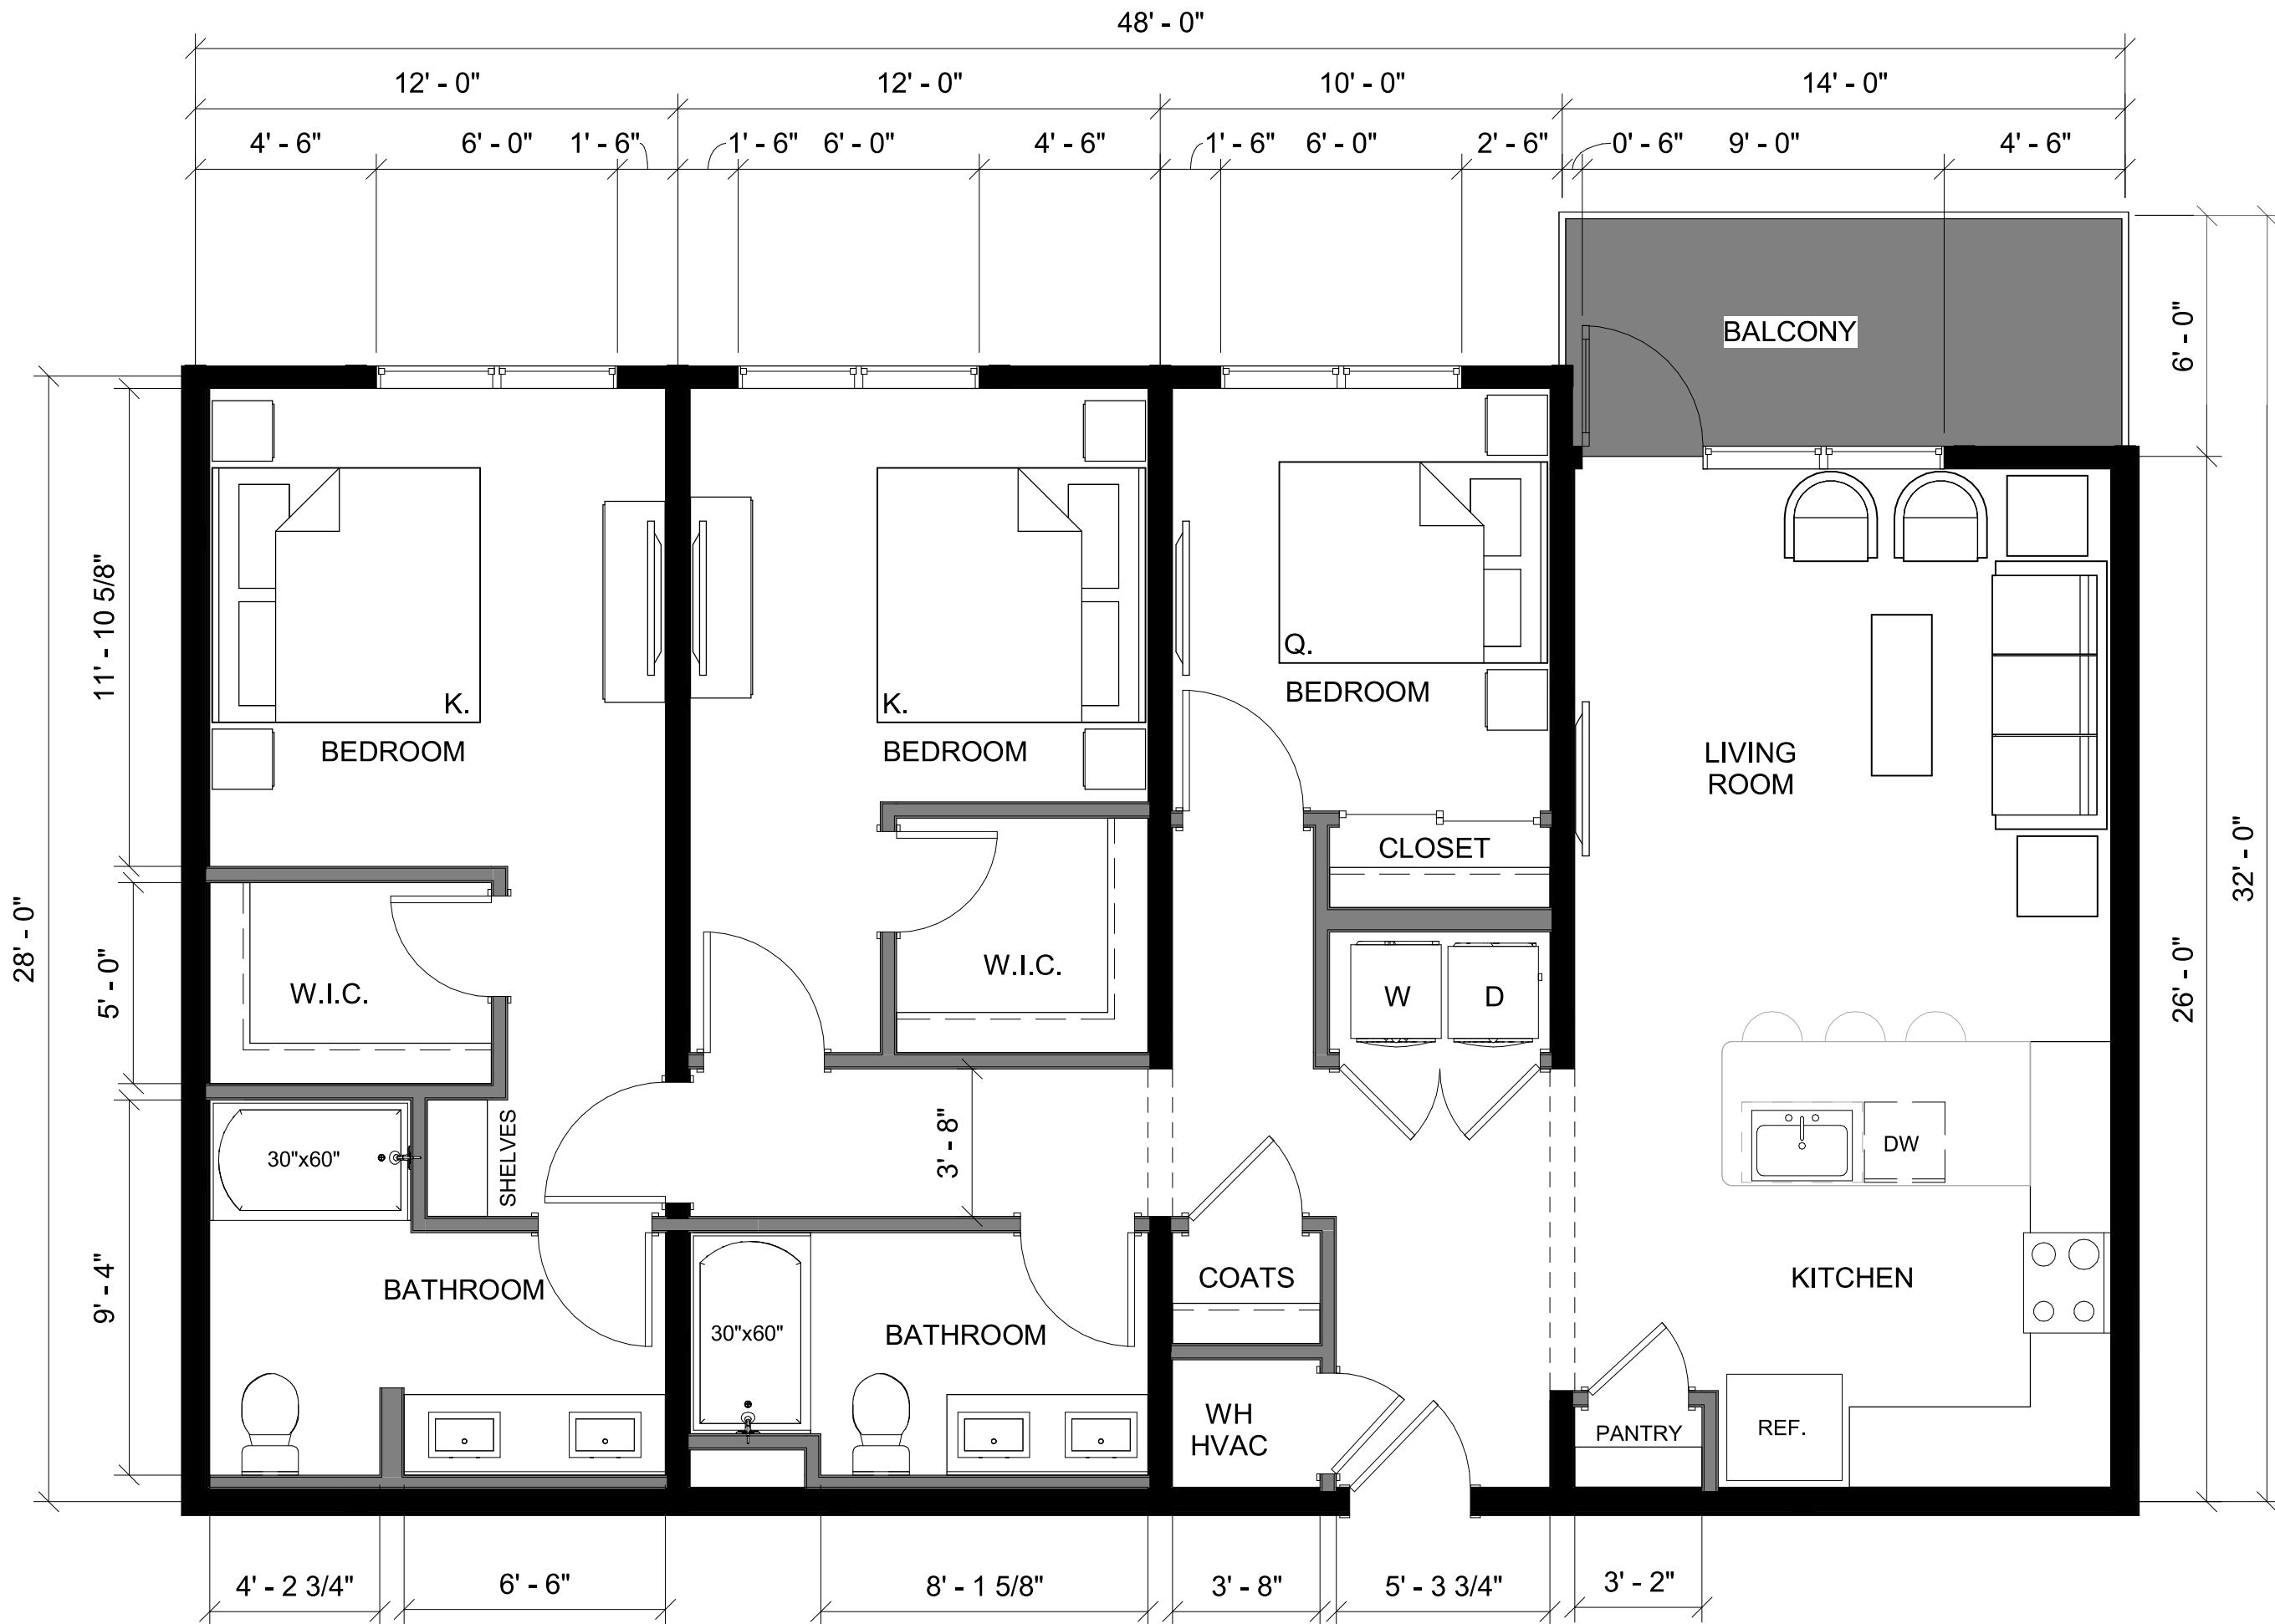 48' - 0"
12' - 0"
12' - 0"
10' - 0"
14' - 0"
4' - 6"
6' - 0"
1' - 6"
1' - 6"
6' - 0"
4' - 6"
1' - 6"
6' - 0"
2' - 6"
0' - 6"
9' - 0"
4' - 6"
BALCONY
6' - 0"
11' - 10 5/8"
K.
BEDROOM
K.
BEDROOM
Q.
BEDROOM
LIVING
ROOM
CLOSET
32' - 0"
28' - 0"
5' - 0"
W.I.C.
W.I.C.
W
D
26' - 0"
30"x60"
SHELVES
3' - 8"
DW
9' - 4"
BATHROOM
30"x60"
BATHROOM
COATS
KITCHEN
WH
HVAC
PANTRY
REF.
4' - 2 3/4"
6' - 6"
8' - 1 5/8"
3' - 8"
5' - 3 3/4"
3' - 2"